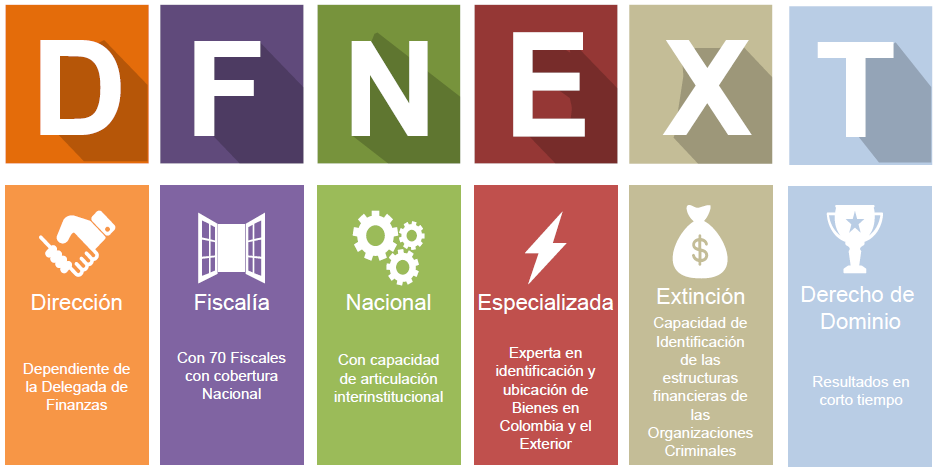 D F N E X T
Dirección
Dependiente de
la Delegada de
Finanzas
Fiscalía
Con 70 Fiscales
con cobertura
Nacional
Nacional
Con capacidad
de articulación
interinstitucional
Especializada
Experta en
identificación y
ubicación de
Bienes en
Colombia y el
Exterior
$
Extinción
Capacidad de
Identificación
de las
estructuras
financieras de
las
Organizaciones
Criminales
Derecho de
Dominio
Resultados en
corto tiempo